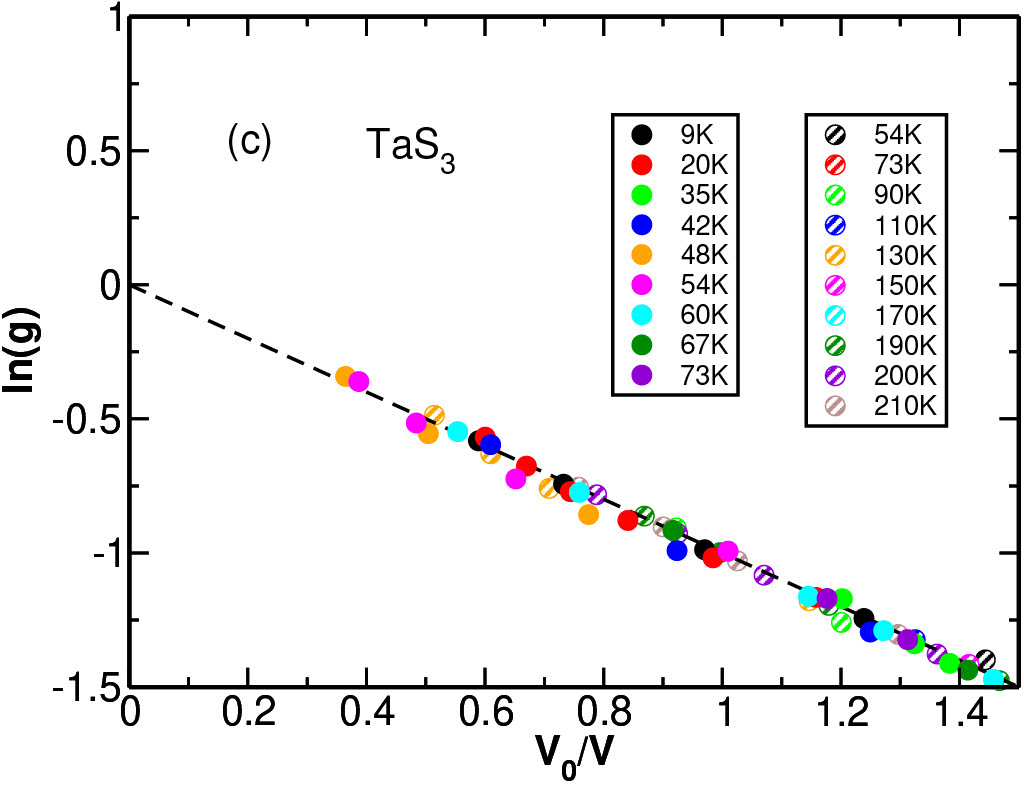 1
0.5
0
-0.5
-1
-1.5
ln(g)
(c) TaS3
9K
20K
35K
42K
48K
54K
60K
67K
73K
54K
73K
90K
110K
130K
150K
170K
190K
200K
210K
0 0.2 0.4 0.6 0.8 1 1.2 1.4
V0/V